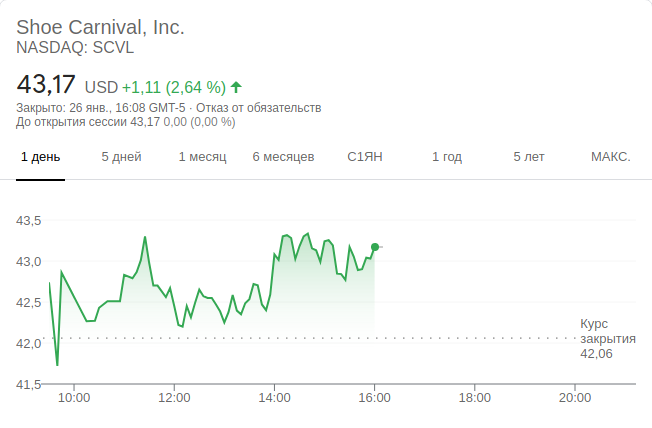 Shoe Carnival, Inc.
NASDAQ: SCVL
43,17 USD +1,11 (2,64 %)
Закрыто: 26 янв., 16:08 GMT-5 · Отказ от обязательств
До открытия сессии 43,17 0,00 (0,00 %)
1 день 5 дней 1 месяц 6 месяцев С1ЯН 1 год 5 лет МАКС.
43,5
43,0
42,5
42,0
41,5
Курс
закрытия
42,06
10:00 12:00 14:00 16:00 18:00 20:00